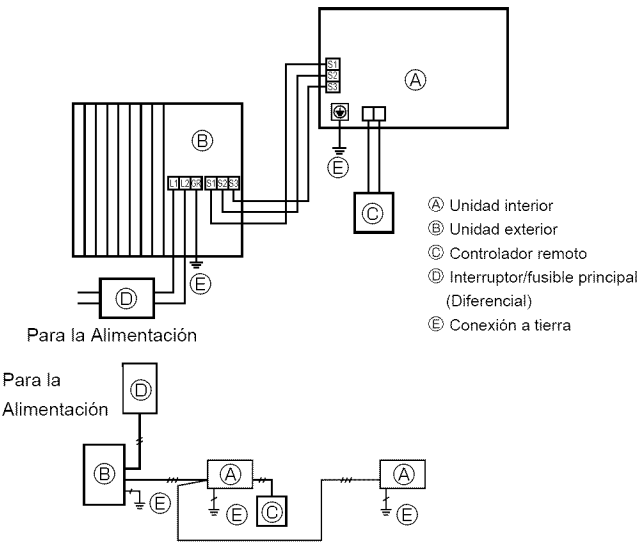 S1
S2
S3
Ⓐ
Ⓑ
L1 L2 GR S1 S2 S3
Ⓔ
Ⓒ
Ⓔ
Ⓓ
Para la Alimentación
Ⓐ Unidad interior
Ⓑ Unidad exterior
Ⓒ Controlador remoto
Ⓓ Interruptor/fusible principal
(Diferencial)
Ⓔ Conexión a tierra
Para la
Alimentación
Ⓓ
Ⓑ
Ⓔ
Ⓐ
Ⓔ
Ⓒ
Ⓐ
Ⓔ